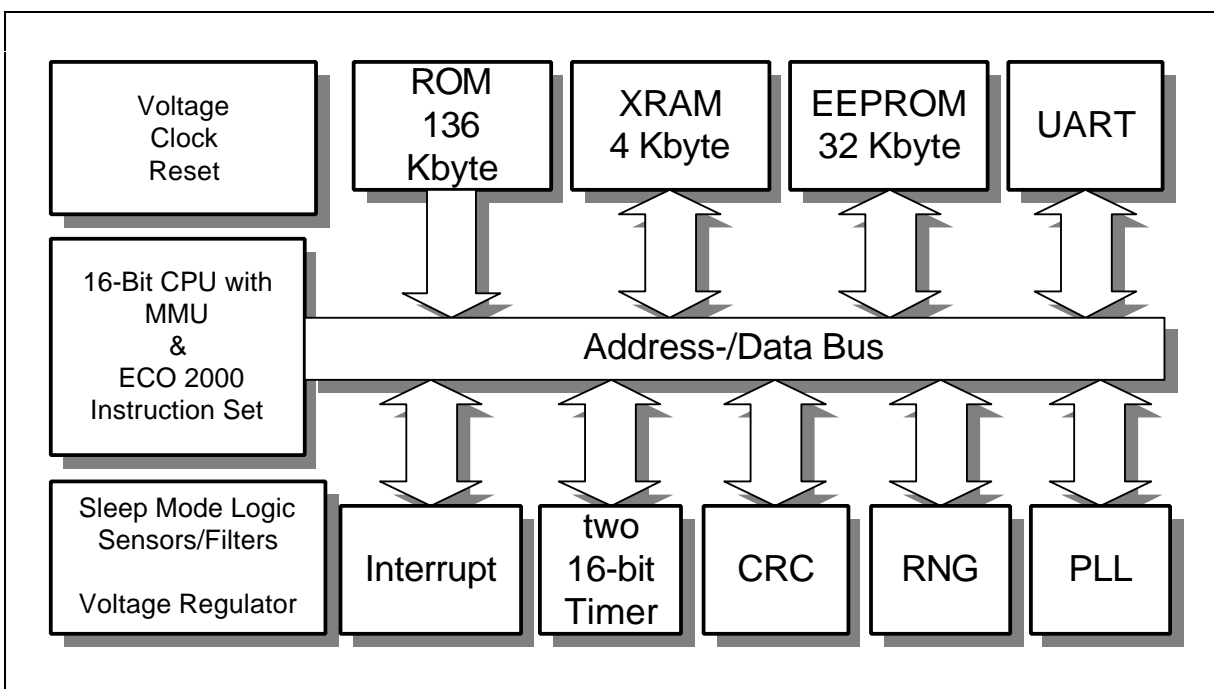 Voltage
Clock
Reset
ROM
136
Kbyte
XRAM
4 Kbyte
EEPROM
32 Kbyte
UART
16-Bit CPU with
MMU
&
ECO 2000
Instruction Set
Address-/Data Bus
Sleep Mode Logic
Sensors/Filters
Voltage Regulator
Interrupt
two
16-bit
Timer
CRC
RNG
PLL